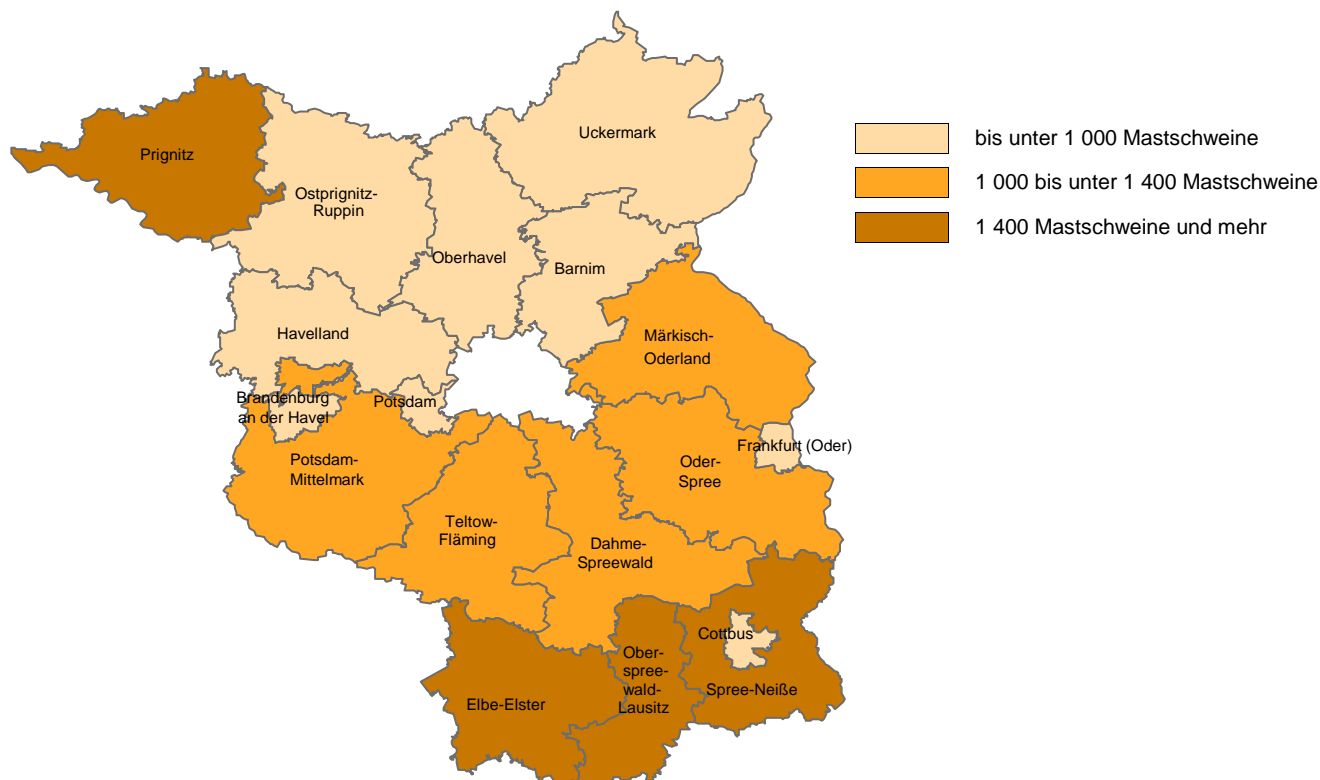 Uckermark
bis unter 1 000 Mastschweine
Prignitz
1 000 bis unter 1 400 Mastschweine
Ostprignitz-
Ruppin
1 400 Mastschweine und mehr
Oberhavel
Barnim
Havelland
Märkisch-
Oderland
Brandenburg
an der Havel
Potsdam
Frankfurt (Oder)
Potsdam-
Mittelmark
Oder-
Spree
Teltow-
Fläming
Dahme-
Spreewald
Cottbus
Ober-
spree-
wald-
Lausitz
Spree-Neiße
Elbe-Elster